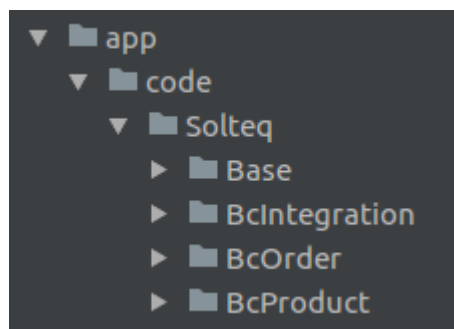 app
code
Solteq
Base
BcIntegration
BcOrder
BcProduct